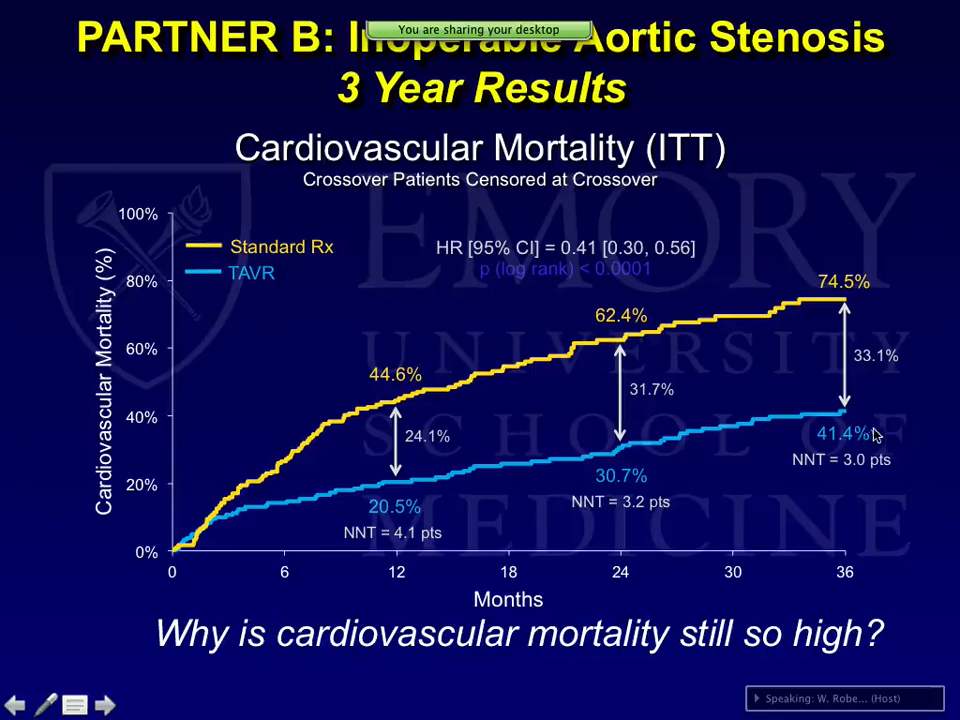 You are sharing your desktop
PARTNER B: Inoperable Aortic Stenosis
3 Year Results
Cardiovascular Mortality (ITT)
Crossover Patients Censored at Crossover
EMORY
UNIVERSITY
SCHOOL OF
MEDICINE
Cardiovascular Mortality (%)
100%
80%
60%
40%
20%
0%
Standard Rx
TAVR
HR [95% CI] = 0.41 [0.30, 0.56]
p (log rank) < 0.0001
74.5%
62.4%
44.6%
33.1%
31.7%
24.1%
41.4%
NNT = 3.0 pts
30.7%
NNT = 3.2 pts
20.5%
NNT = 4.1 pts
0 6 12 18 24 30 36
Months
Why is cardiovascular mortality still so high?
Speaking: W. Robe... (Host)